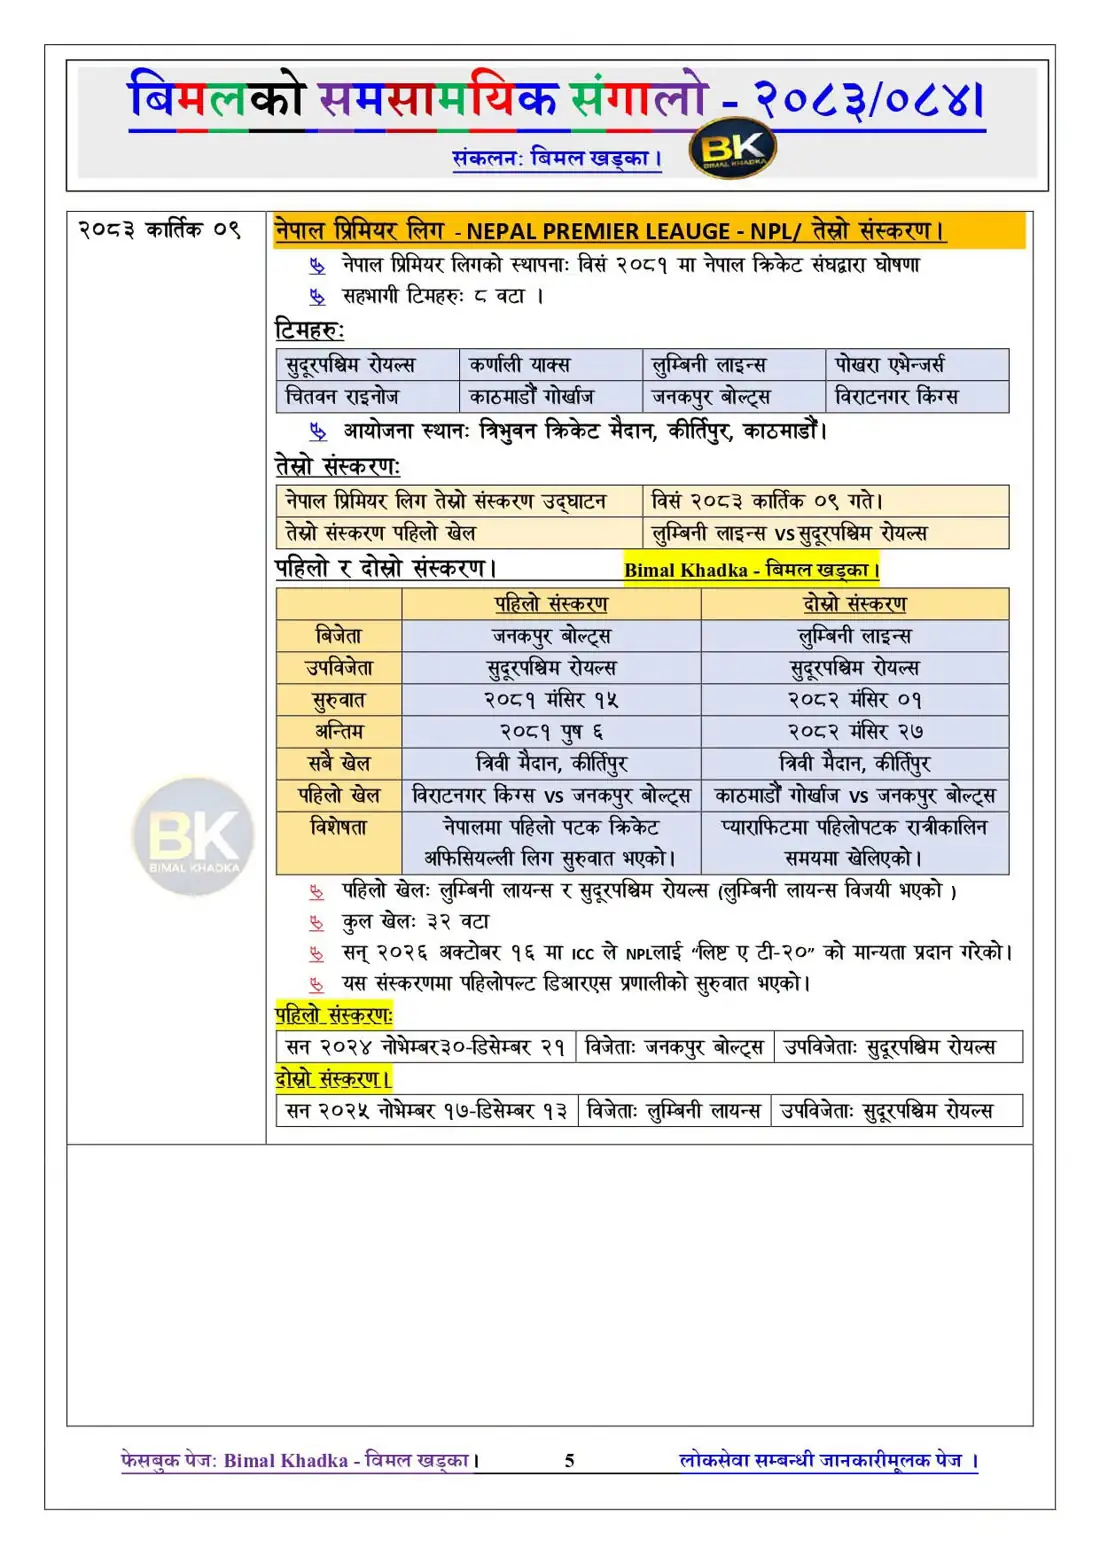 बिमलको समसामयिक संगालो - २०८३/०८४।
संकलनः बिमल खड्का।
BK
BIMAL KHADKA
२०८३ कार्तिक ०९
नेपाल प्रिमियर लिग - NEPAL PREMIER LEAUGE - NPL/ तेस्रो संस्करण।
नेपाल प्रिमियर लिगको स्थापनाः विसं २०८१ मा नेपाल क्रिकेट संघद्वारा घोषणा
सहभागी टिमहरुः ८ वटा ।
टिमहरुः
सुदूरपश्चिम रोयल्स कर्णाली याक्स लुम्बिनी लाइन्स पोखरा एभेन्जर्स
चितवन राइनोज काठमाडौं गोर्खाज जनकपुर बोल्ट्स विराटनगर किंग्स
आयोजना स्थानः त्रिभुवन क्रिकेट मैदान, कीर्तिपुर, काठमाडौं।
तेस्रो संस्करणः
नेपाल प्रिमियर लिग तेस्रो संस्करण उद्घाटन विसं २०८३ कार्तिक ०९ गते।
तेस्रो संस्करण पहिलो खेल लुम्बिनी लाइन्स vs सुदूरपश्चिम रोयल्स
पहिलो र दोस्रो संस्करण। Bimal Khadka - बिमल खड्का।
पहिलो संस्करण दोस्रो संस्करण
बिजेता जनकपुर बोल्ट्स लुम्बिनी लाइन्स
उपविजेता सुदूरपश्चिम रोयल्स सुदूरपश्चिम रोयल्स
सुरुवात २०८१ मंसिर १५ २०८२ मंसिर ०१
अन्तिम २०८१ पुष ६ २०८२ मंसिर २७
सबै खेल त्रिवी मैदान, कीर्तिपुर त्रिवी मैदान, कीर्तिपुर
पहिलो खेल विराटनगर किंग्स vs जनकपुर बोल्ट्स काठमाडौं गोर्खाज vs जनकपुर बोल्ट्स
विशेषता नेपालमा पहिलो पटक क्रिकेट प्याराफिटमा पहिलोपटक रात्रीकालिन
अफिसियल्ली लिग सुरुवात भएको। समयमा खेलिएको।
BK
BIMAL KHADKA
पहिलो खेलः लुम्बिनी लायन्स र सुदूरपश्चिम रोयल्स (लुम्बिनी लायन्स विजयी भएको )
कुल खेलः ३२ वटा
सन् २०२६ अक्टोबर १६ मा ICC ले NPLलाई “लिष्ट ए टी-२०” को मान्यता प्रदान गरेको।
यस संस्करणमा पहिलोपल्ट डिआरएस प्रणालीको सुरुवात भएको।
पहिलो संस्करणः
सन २०२४ नोभेम्बर३०-डिसेम्बर २१ विजेताः जनकपुर बोल्ट्स उपविजेताः सुदूरपश्चिम रोयल्स
दोस्रो संस्करण।
सन २०२५ नोभेम्बर १७-डिसेम्बर १३ विजेताः लुम्बिनी लायन्स उपविजेताः सुदूरपश्चिम रोयल्स
फेसबुक पेजः Bimal Khadka - विमल खड्का। 5 लोकसेवा सम्बन्धी जानकारीमूलक पेज ।